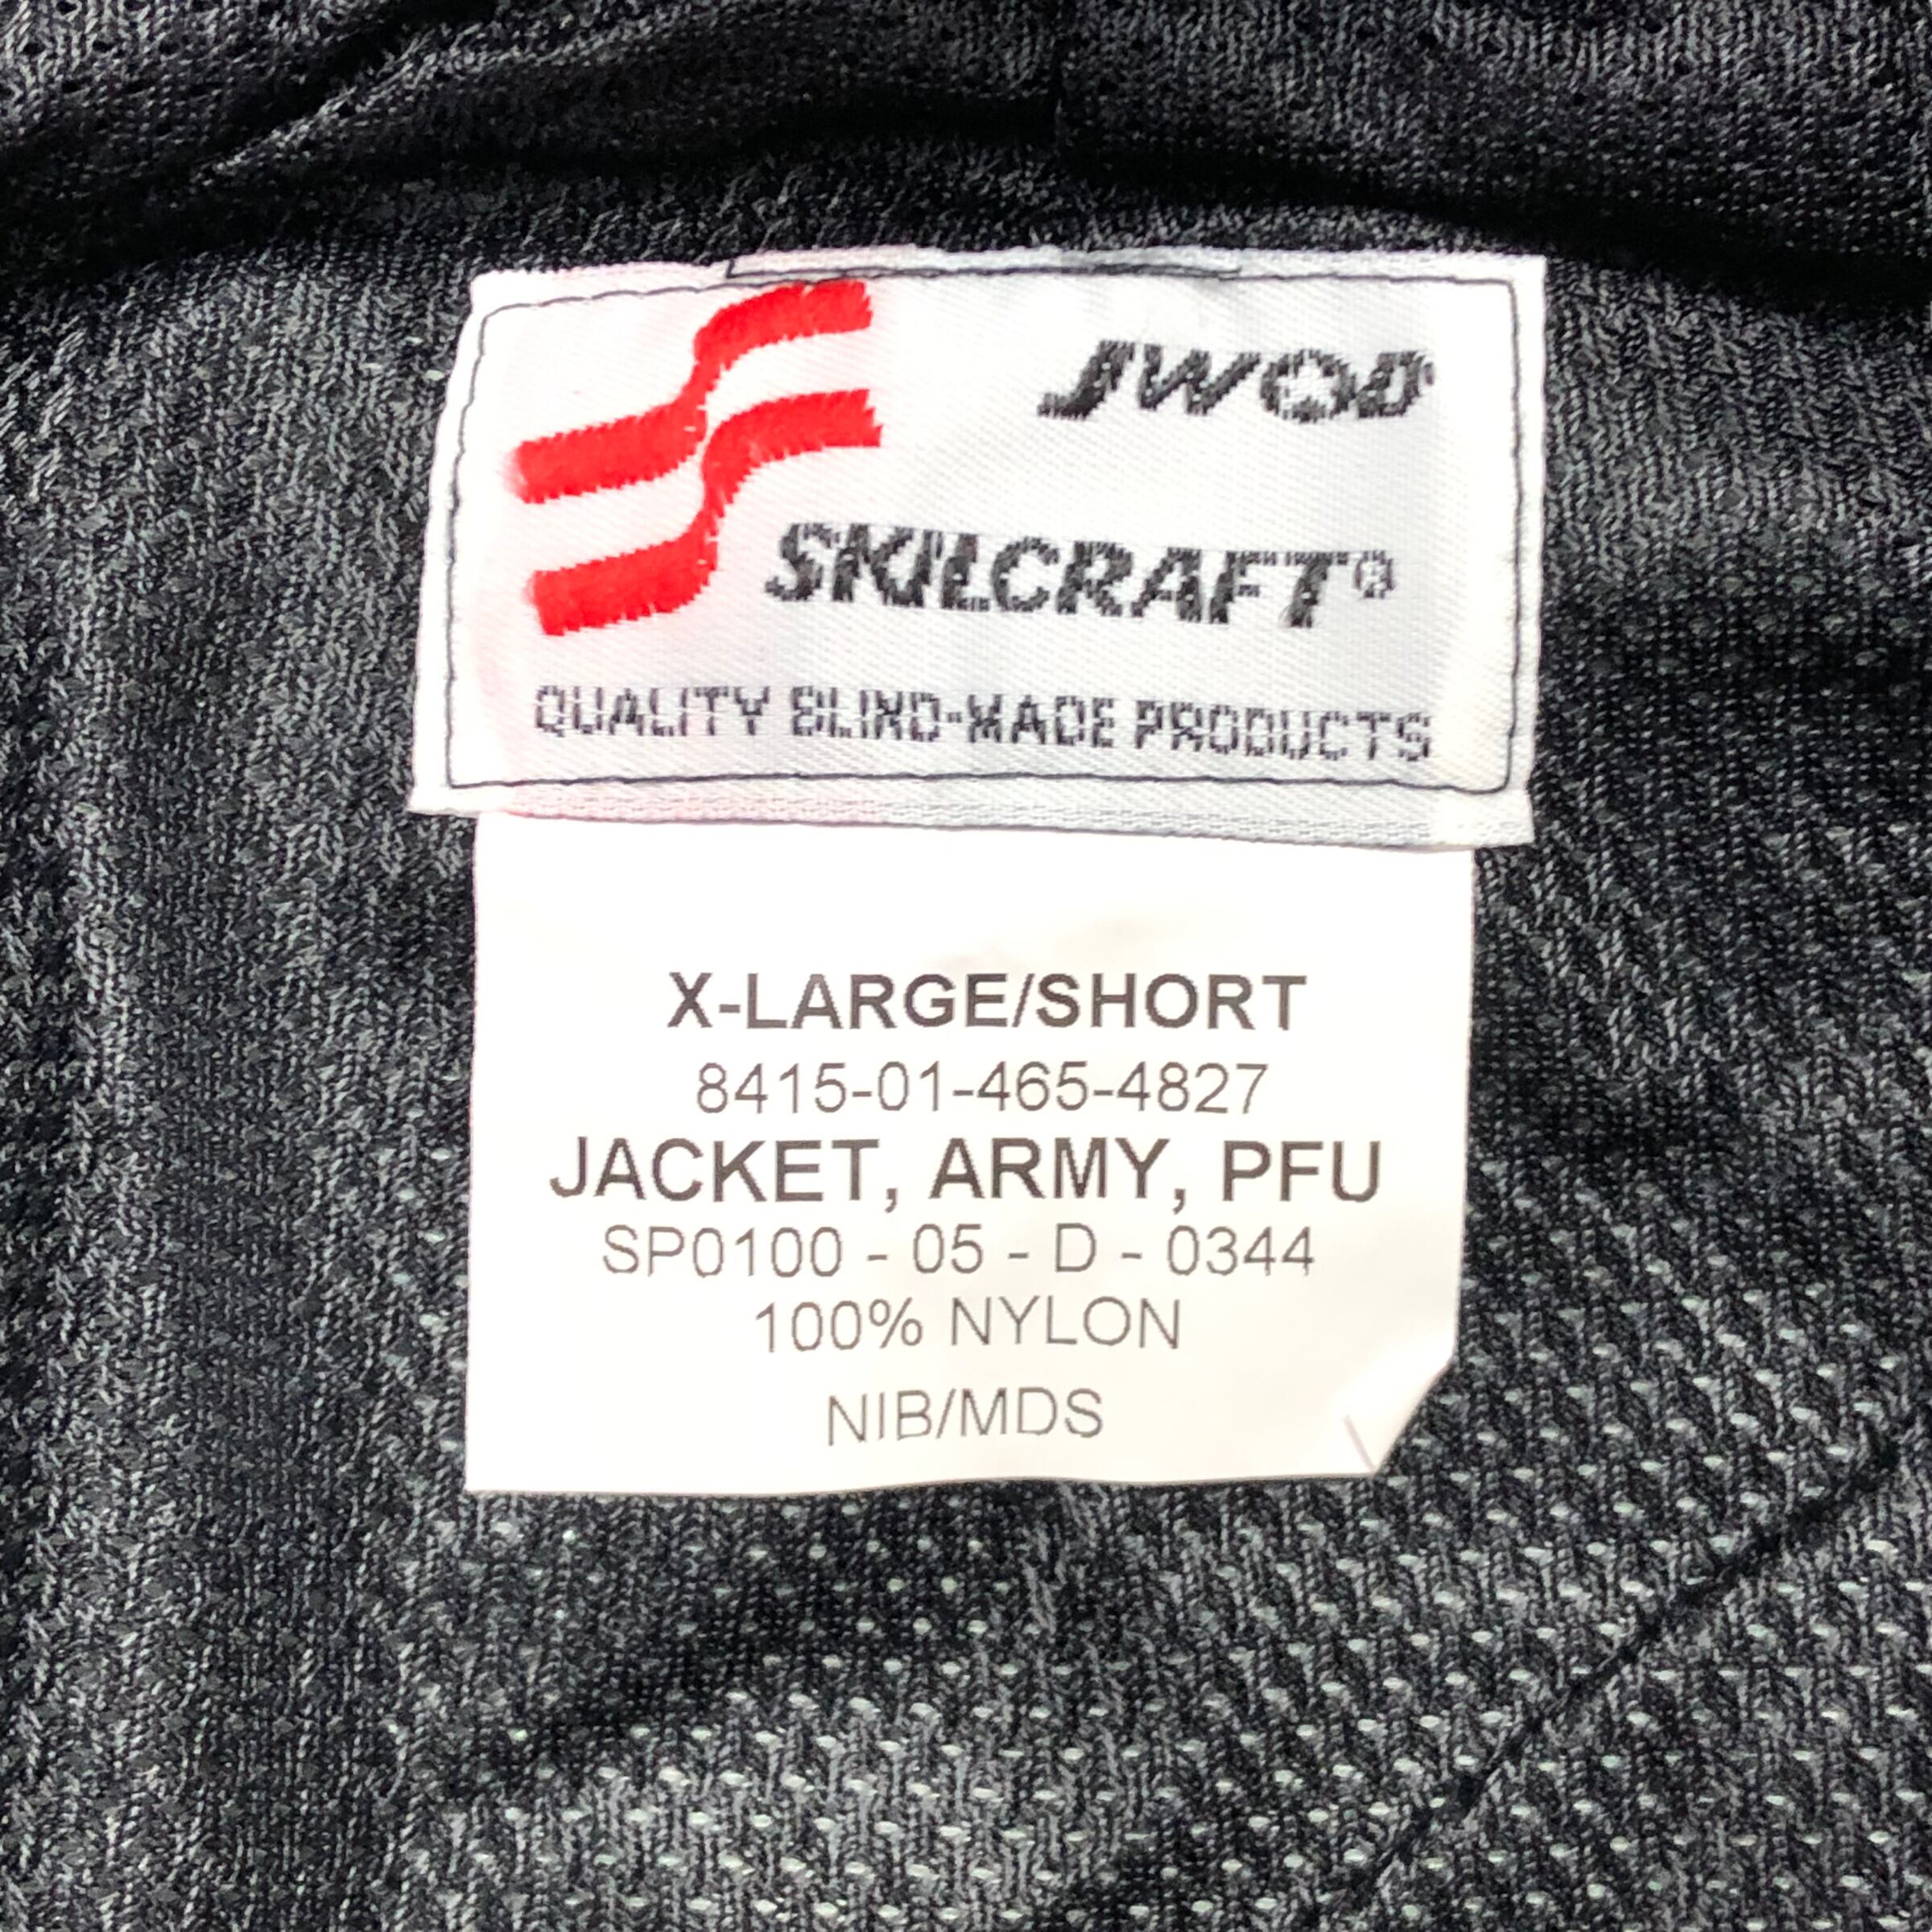 JWOD
SKILCRAFT®
QUALITY BLIND-MADE PRODUCTS
X-LARGE/SHORT
8415-01-465-4827
JACKET, ARMY, PFU
SP0100 - 05 - D - 0344
100% NYLON
NIB/MDS